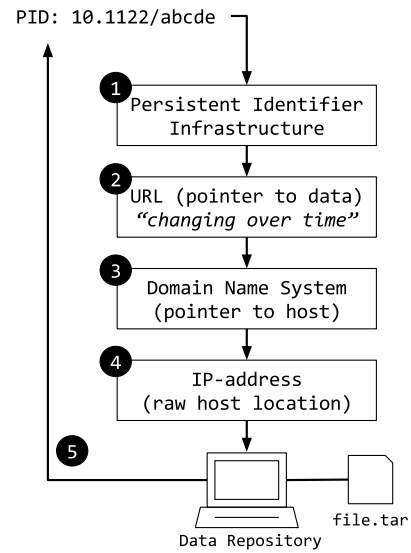 PID: 10.1122/abcde
1
Persistent Identifier
Infrastructure
2
URL (pointer to data)
“changing over time”
3
Domain Name System
(pointer to host)
4
IP-address
(raw host location)
5
file.tar
Data Repository